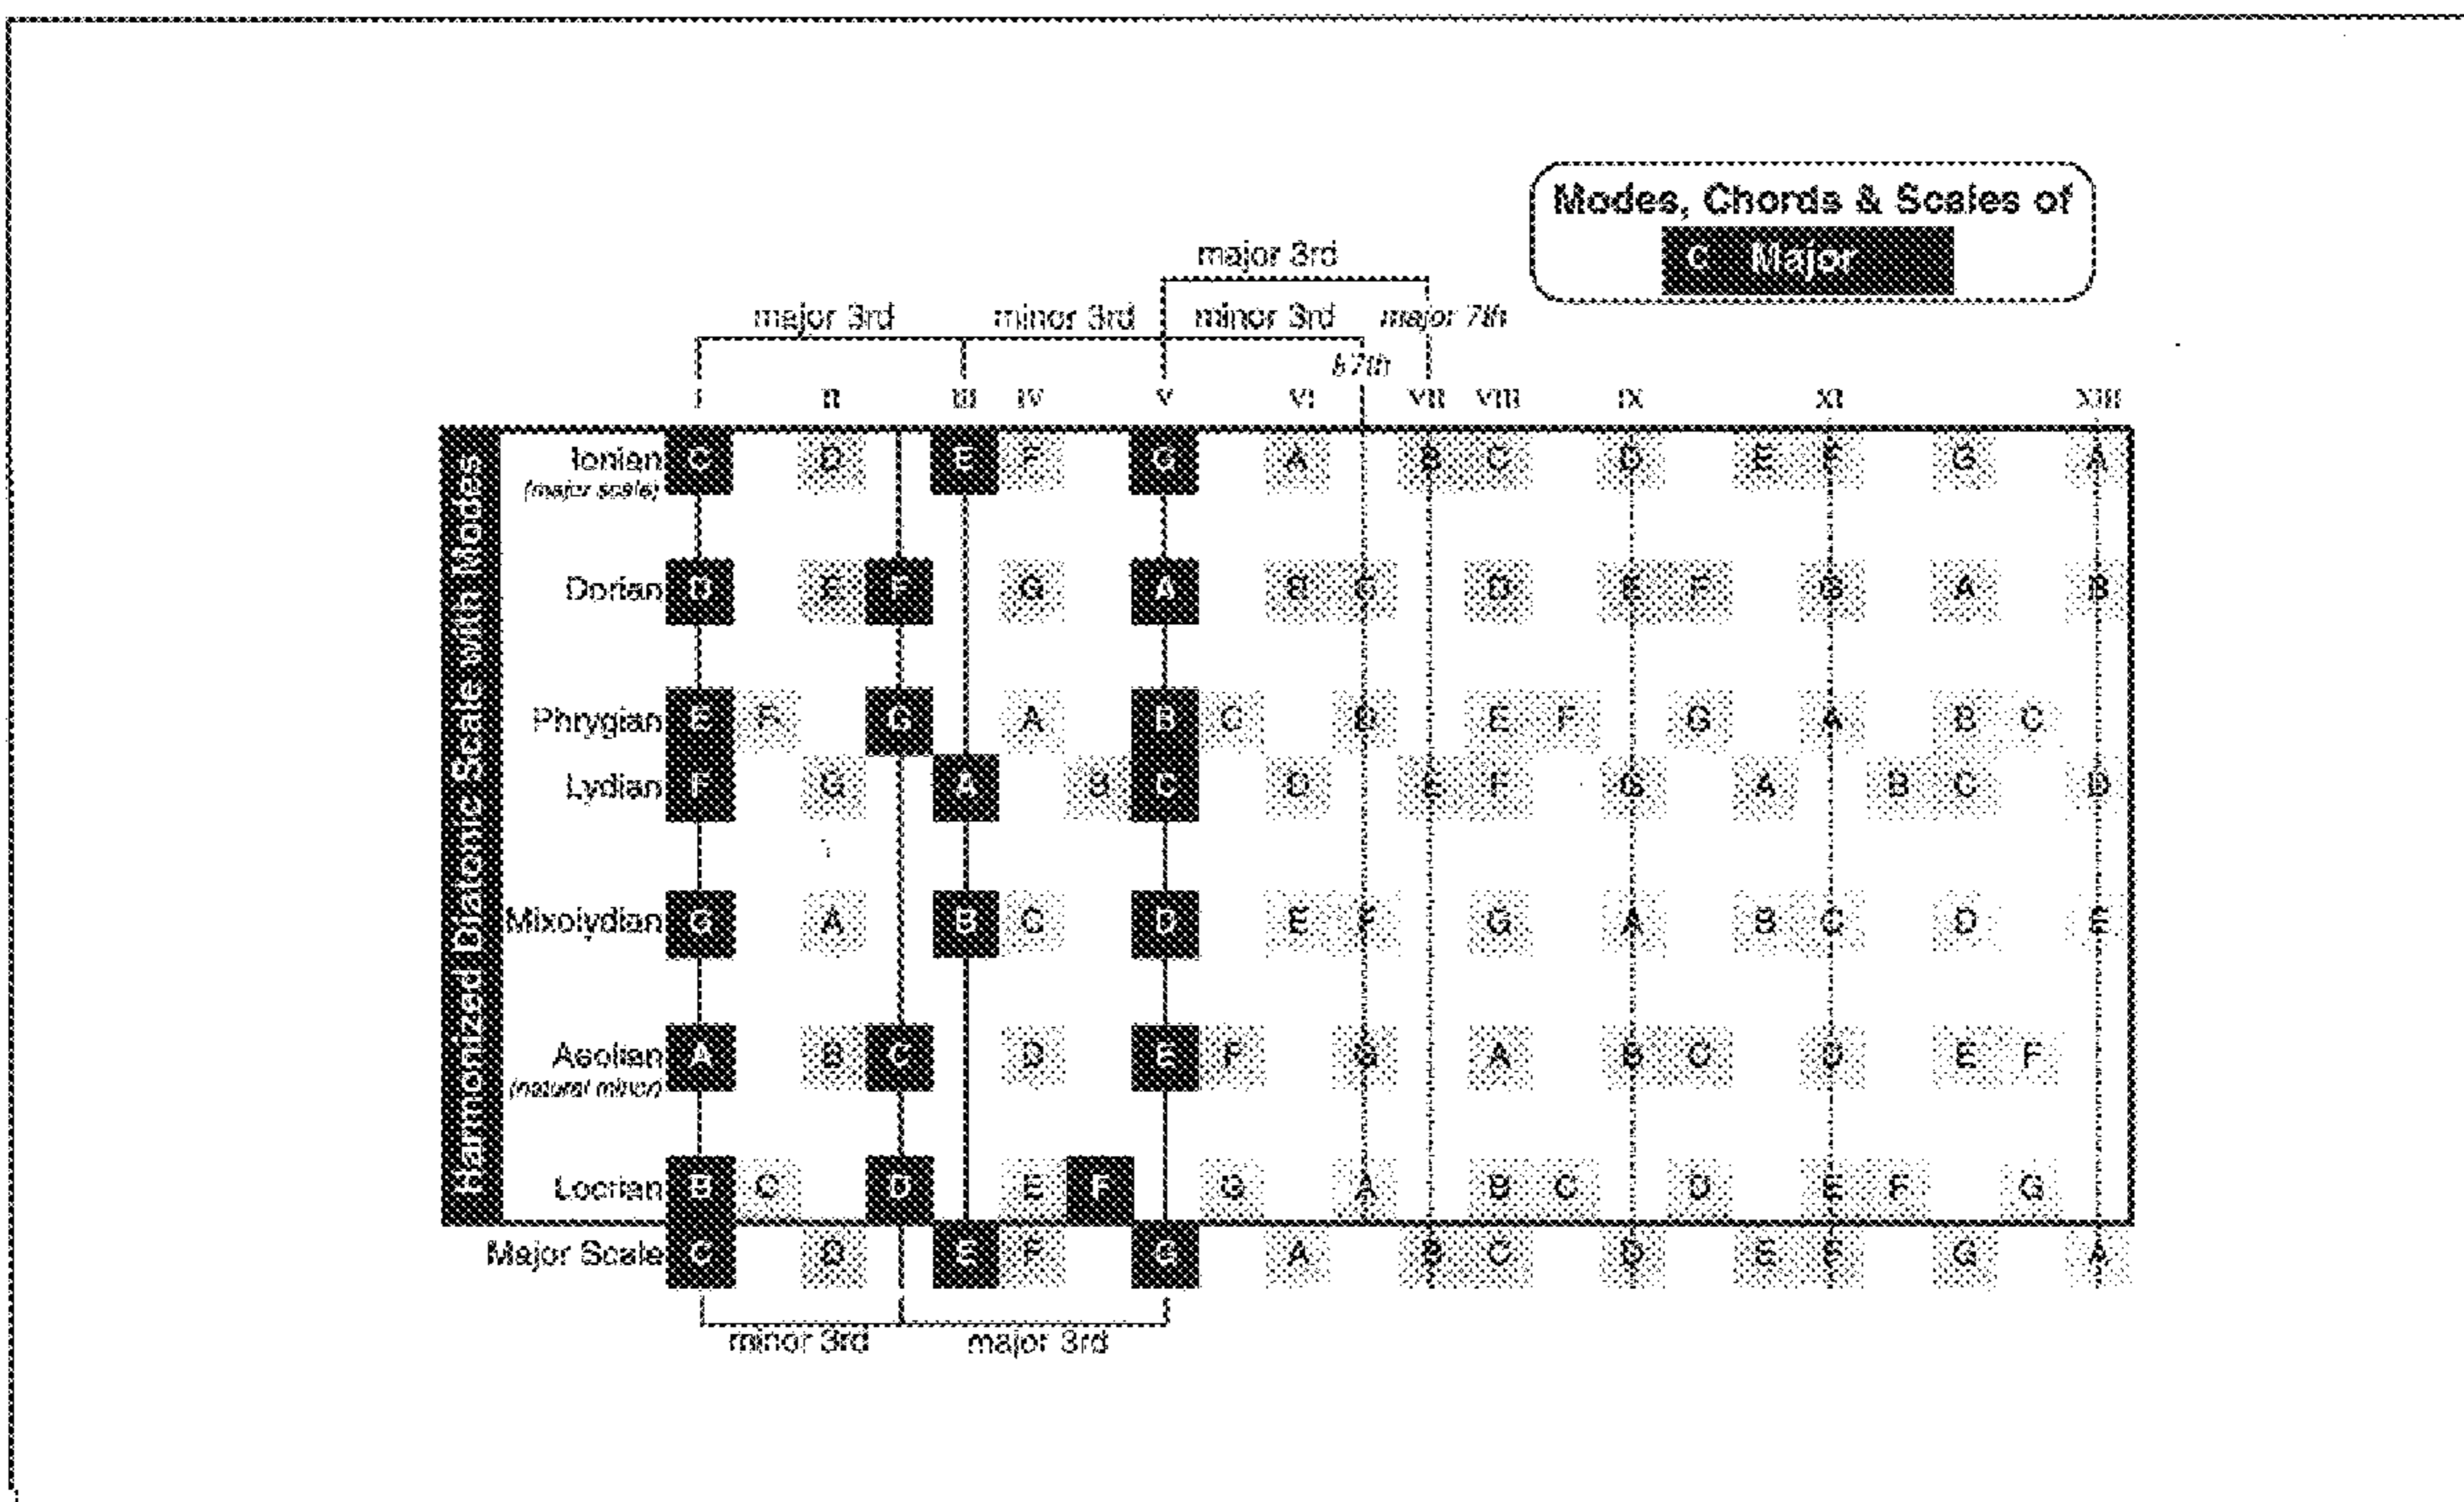 Modes, Chords & Scales of
C Major
major 3rd
major 3rd minor 3rd minor 3rd major 7th
b7th
I II III IV V VI VII VIII IX XI XIII
Harmonized Diatonic Scale with Modes
Ionian C D E F G A B C D E F G A
(major scale)
Dorian D E F G A B C D E F G A B
Phrygian E F G A B C D E F G A B C
Lydian F G A B C D E F G A B C D
Mixolydian G A B C D E F G A B C D E
Aeolian A B C D E F G A B C D E F
(natural minor)
Locrian B C D E F G A B C D E F G
Major Scale C D E F G A B C D E F G A
minor 3rd major 3rd